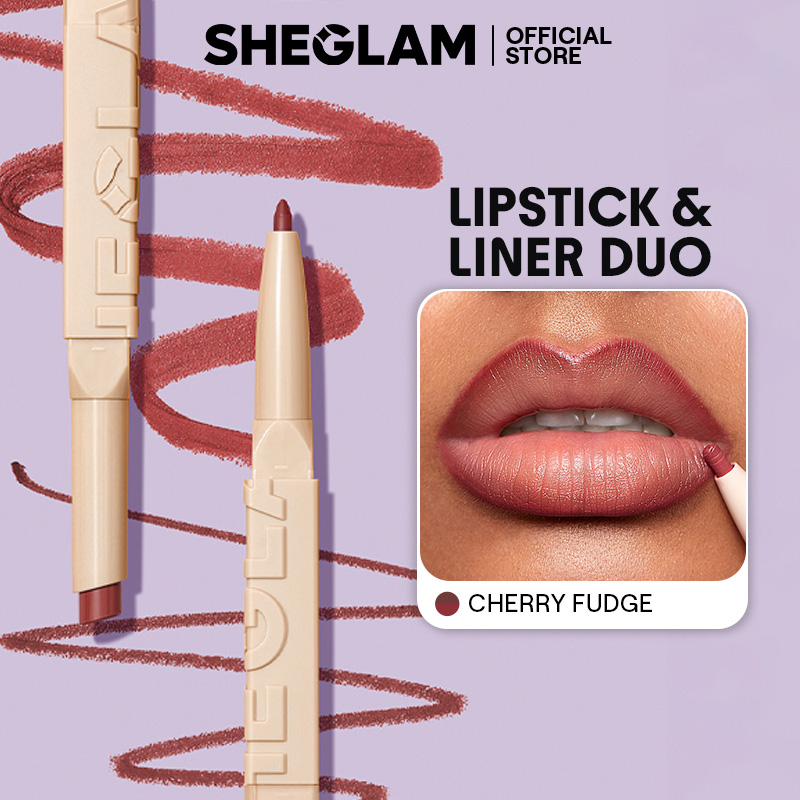 SHEGLAM
OFFICIAL
STORE
LIPSTICK &
LINER DUO
CHERRY FUDGE